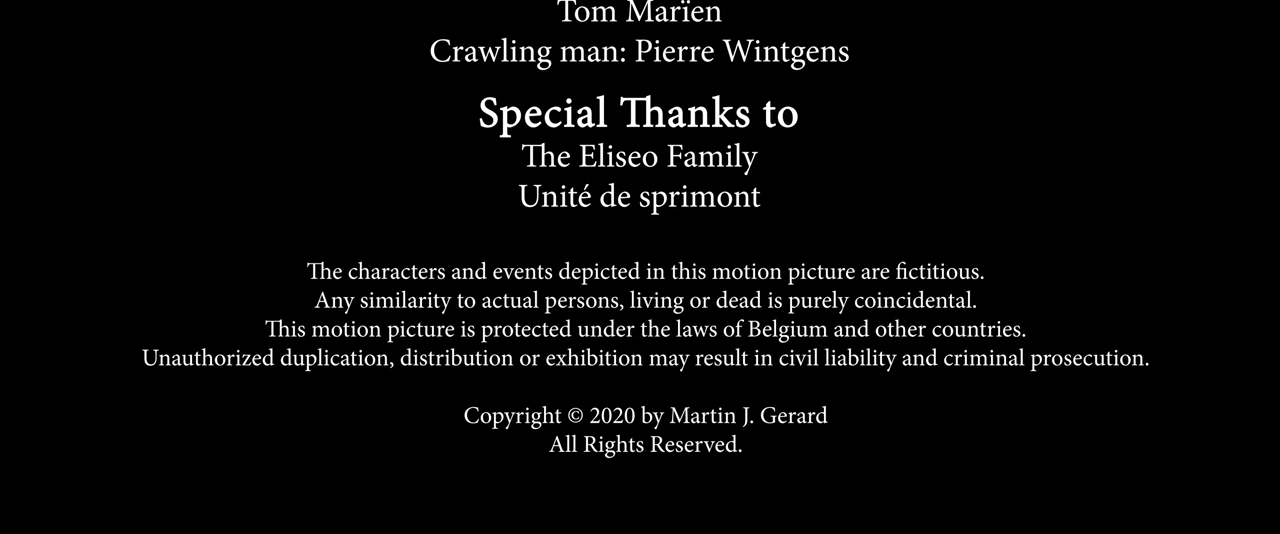 Tom Marïen
Crawling man: Pierre Wintgens
Special Thanks to
The Eliseo Family
Unité de sprimont
The characters and events depicted in this motion picture are fictitious.
Any similarity to actual persons, living or dead is purely coincidental.
This motion picture is protected under the laws of Belgium and other countries.
Unauthorized duplication, distribution or exhibition may result in civil liability and criminal prosecution.
Copyright © 2020 by Martin J. Gerard
All Rights Reserved.